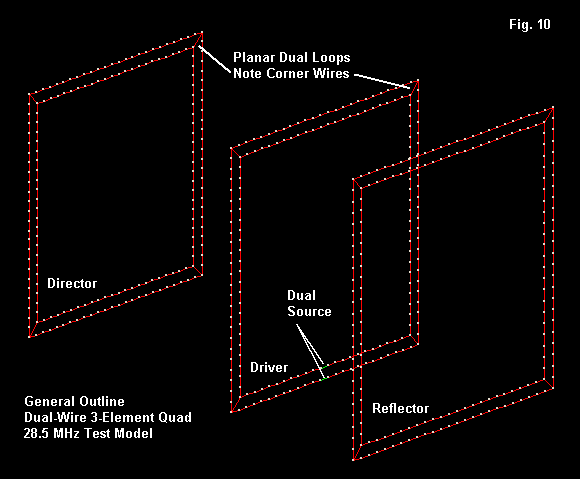 Fig. 10
Planar Dual Loops
Note Corner Wires
Director
Dual
Source
Driver
Reflector
General Outline
Dual-Wire 3-Element Quad
28.5 MHz Test Model